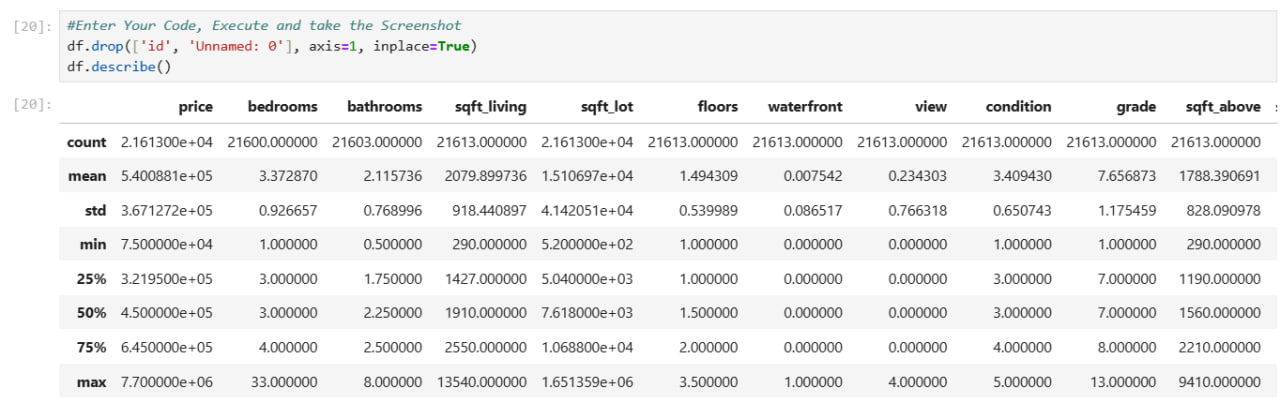 [20]: #Enter Your Code, Execute and take the Screenshot
df.drop(['id', 'Unnamed: 0'], axis=1, inplace=True)
df.describe()
[20]: price bedrooms bathrooms sqft_living sqft_lot floors waterfront view condition grade sqft_above
count 2.161300e+04 21600.000000 21603.000000 21613.000000 2.161300e+04 21613.000000 21613.000000 21613.000000 21613.000000 21613.000000 21613.000000
mean 5.400881e+05 3.372870 2.115736 2079.899736 1.510697e+04 1.494309 0.007542 0.234303 3.409430 7.656873 1788.390691
std 3.671272e+05 0.926657 0.768996 918.440897 4.142051e+04 0.539989 0.086517 0.766318 0.650743 1.175459 828.090978
min 7.500000e+04 1.000000 0.500000 290.000000 5.200000e+02 1.000000 0.000000 0.000000 1.000000 1.000000 290.000000
25% 3.219500e+05 3.000000 1.750000 1427.000000 5.040000e+03 1.000000 0.000000 0.000000 3.000000 7.000000 1190.000000
50% 4.500000e+05 3.000000 2.250000 1910.000000 7.618000e+03 1.500000 0.000000 0.000000 3.000000 7.000000 1560.000000
75% 6.450000e+05 4.000000 2.500000 2550.000000 1.068800e+04 2.000000 0.000000 0.000000 4.000000 8.000000 2210.000000
max 7.700000e+06 33.000000 8.000000 13540.000000 1.651359e+06 3.500000 1.000000 4.000000 5.000000 13.000000 9410.000000